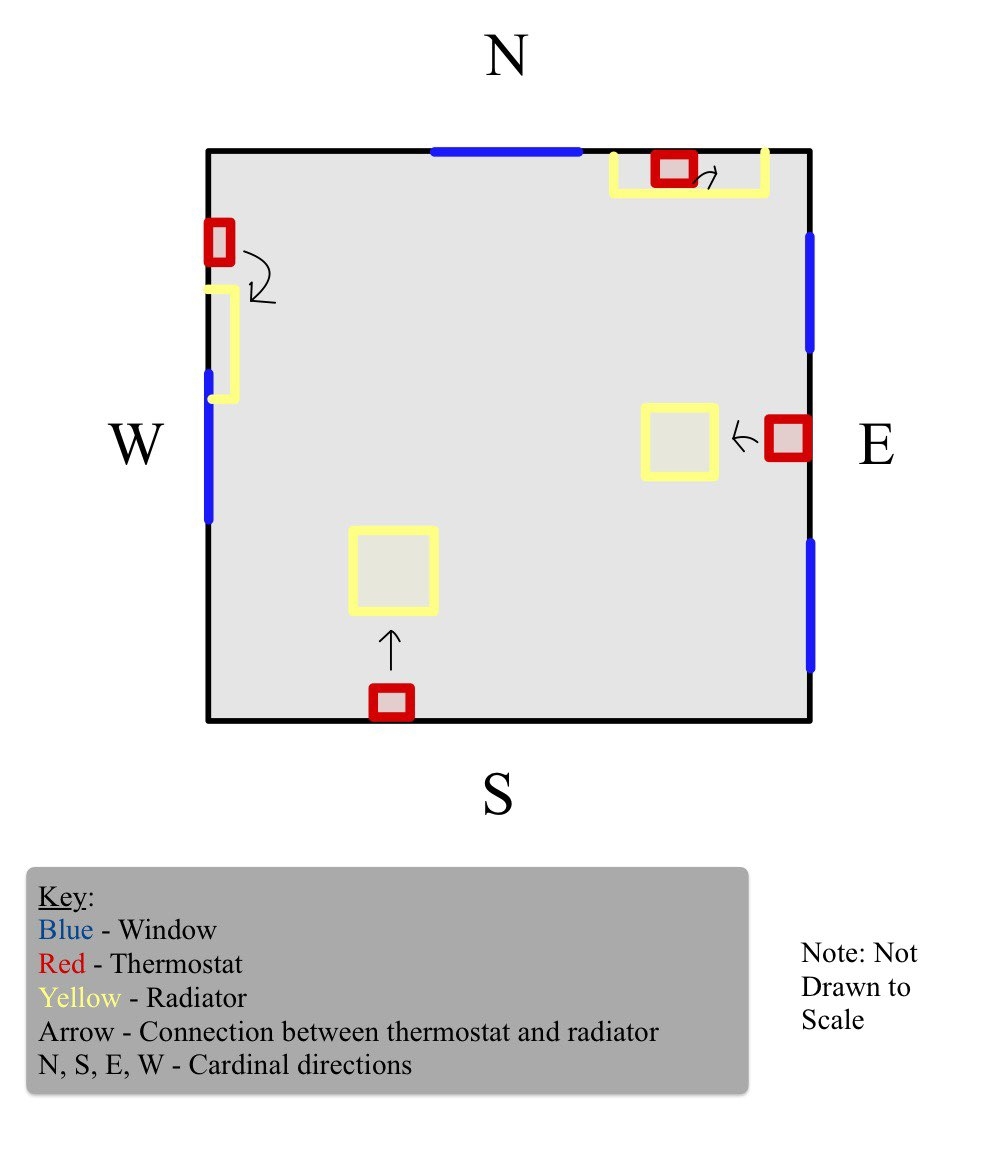 N
W
E
S
Key:
Blue - Window
Red - Thermostat
Yellow - Radiator
Arrow - Connection between thermostat and radiator
N, S, E, W - Cardinal directions
Note: Not
Drawn to
Scale